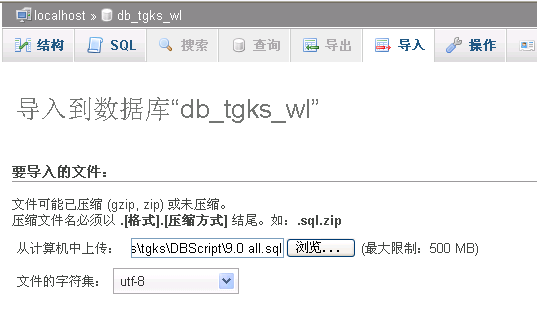 localhost » db_tgks_wl
结构 SQL 搜索 查询 导出 导入 操作
导入到数据库“db_tgks_wl”
要导入的文件：
文件可能已压缩 (gzip, zip) 或未压缩。
压缩文件名必须以 .[格式].[压缩方式] 结尾。如：.sql.zip
从计算机中上传： s\tgks\DBScript\9.0 all.sql 浏览... (最大限制：500 MB)
文件的字符集： utf-8